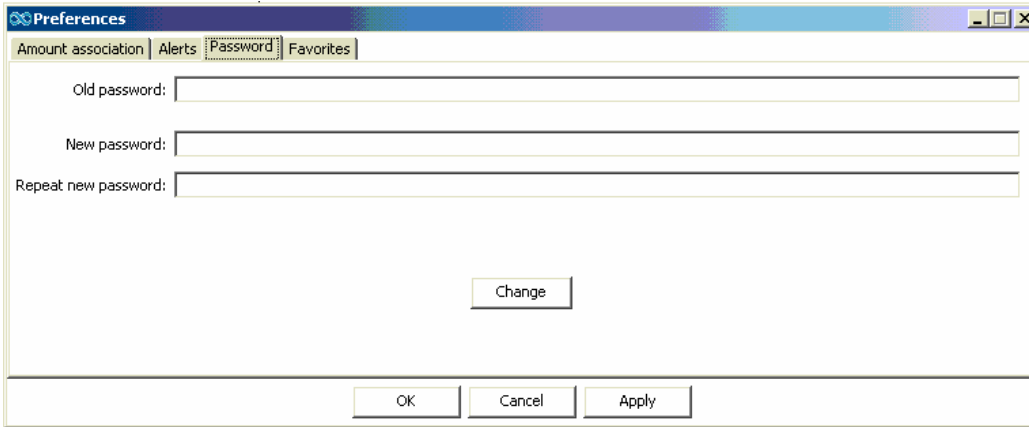 Preferences
Amount association Alerts Password Favorites
Old password:
New password:
Repeat new password:
Change
OK Cancel Apply